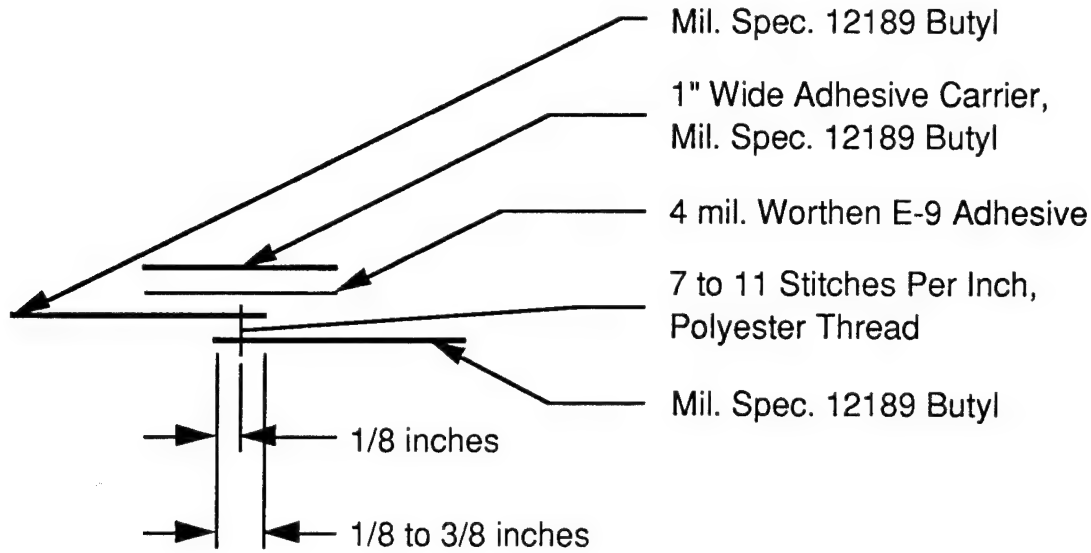 Mil. Spec. 12189 Butyl
1" Wide Adhesive Carrier,
Mil. Spec. 12189 Butyl
4 mil. Worthen E-9 Adhesive
7 to 11 Stitches Per Inch,
Polyester Thread
Mil. Spec. 12189 Butyl
1/8 inches
1/8 to 3/8 inches